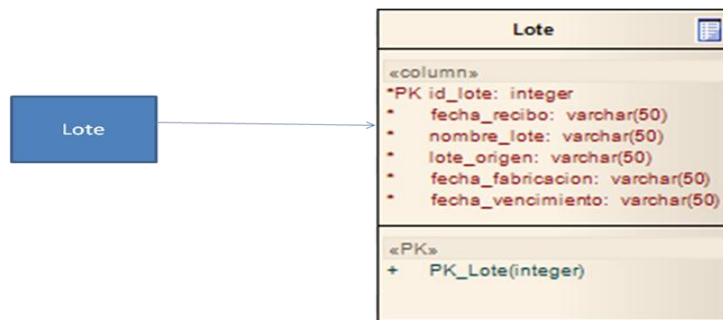 Lote
Lote
«column»
*PK id_lote: integer
* fecha_recibo: varchar(50)
* nombre_lote: varchar(50)
* lote_origen: varchar(50)
* fecha_fabricacion: varchar(50)
* fecha_vencimiento: varchar(50)
«PK»
+ PK_Lote(integer)